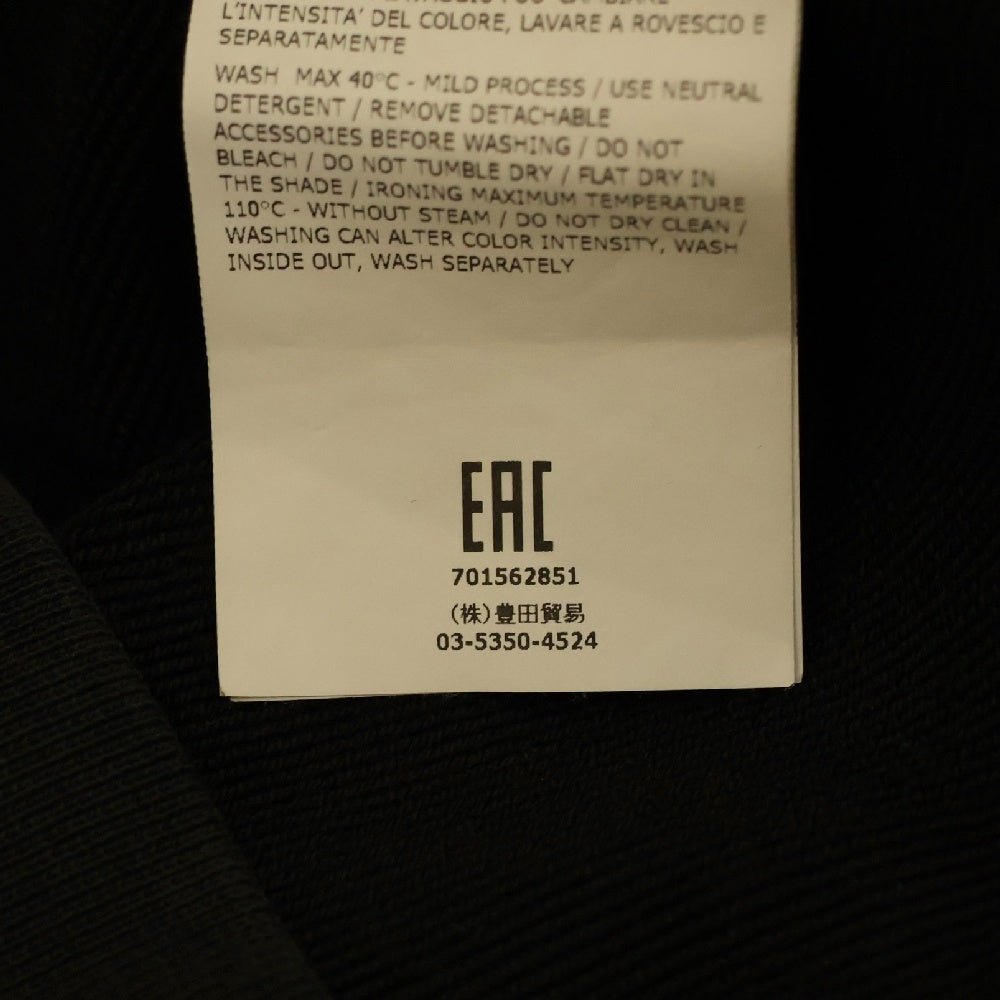 CAMBIARE
L'INTENSITA' DEL COLORE, LAVARE A ROVESCIO E
SEPARATAMENTE
WASH MAX 40°C - MILD PROCESS / USE NEUTRAL
DETERGENT / REMOVE DETACHABLE
ACCESSORIES BEFORE WASHING / DO NOT
BLEACH / DO NOT TUMBLE DRY / FLAT DRY IN
THE SHADE / IRONING MAXIMUM TEMPERATURE
110°C - WITHOUT STEAM / DO NOT DRY CLEAN /
WASHING CAN ALTER COLOR INTENSITY, WASH
INSIDE OUT, WASH SEPARATELY
EAC
701562851
(株)豊田貿易
03-5350-4524